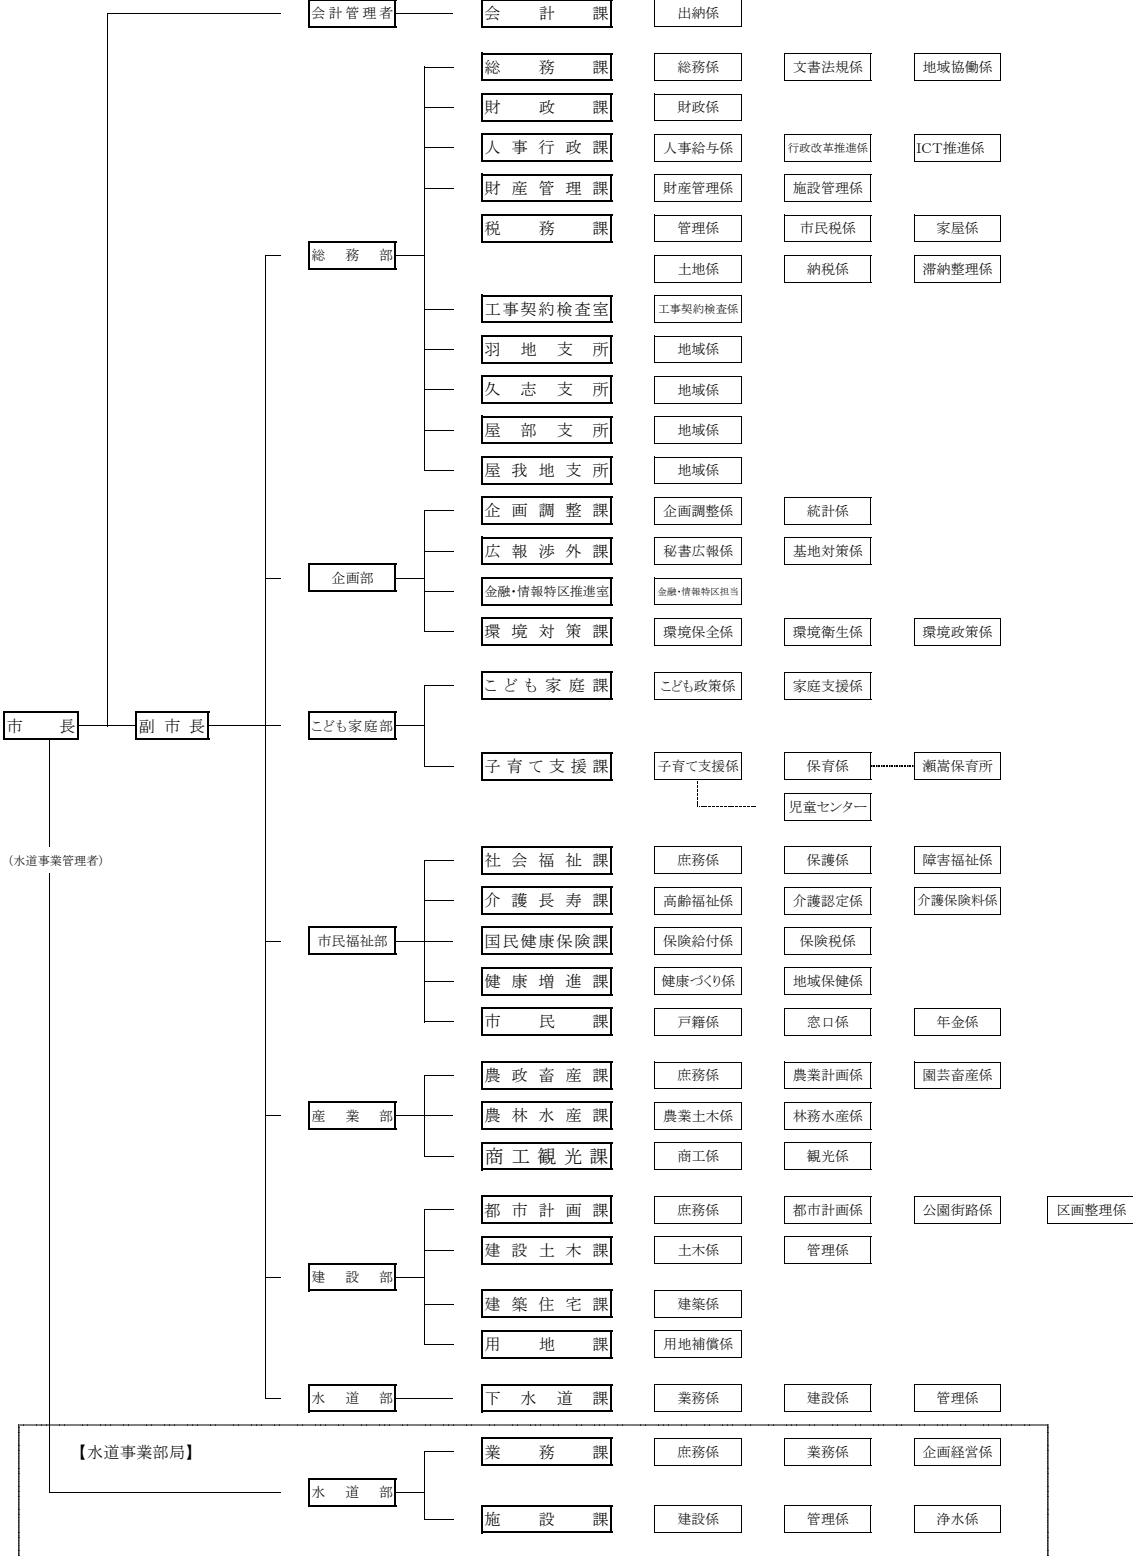 会計管理者 会計課 出納係
総務課 総務係 文書法規係 地域協働係
財政課 財政係
人事行政課 人事給与係 行政改革推進係 ICT推進係
財産管理課 財産管理係 施設管理係
税務課 管理係 市民税係 家屋係
総務部
土地係 納税係 滞納整理係
工事契約検査室 工事契約検査係
羽地支所 地域係
久志支所 地域係
屋部支所 地域係
屋我地支所 地域係
企画調整課 企画調整係 統計係
広報渉外課 秘書広報係 基地対策係
企画部
金融・情報特区推進室 金融・情報特区担当
環境対策課 環境保全係 環境衛生係 環境政策係
こども家庭課 こども政策係 家庭支援係
市長 副市長 こども家庭部
子育て支援課 子育て支援係 保育係 瀬嵩保育所
児童センター
(水道事業管理者) 社会福祉課 庶務係 保護係 障害福祉係
介護長寿課 高齢福祉係 介護認定係 介護保険料係
市民福祉部 国民健康保険課 保険給付係 保険税係
健康増進課 健康づくり係 地域保健係
市民課 戸籍係 窓口係 年金係
農政畜産課 庶務係 農業計画係 園芸畜産係
産業部 農林水産課 農業土木係 林務水産係
商工観光課 商工係 観光係
都市計画課 庶務係 都市計画係 公園街路係 区画整理係
建設土木課 土木係 管理係
建設部
建築住宅課 建築係
用地課 用地補償係
水道部 下水道課 業務係 建設係 管理係
【水道事業部局】 業務課 庶務係 業務係 企画経営係
水道部
施設課 建設係 管理係 浄水係